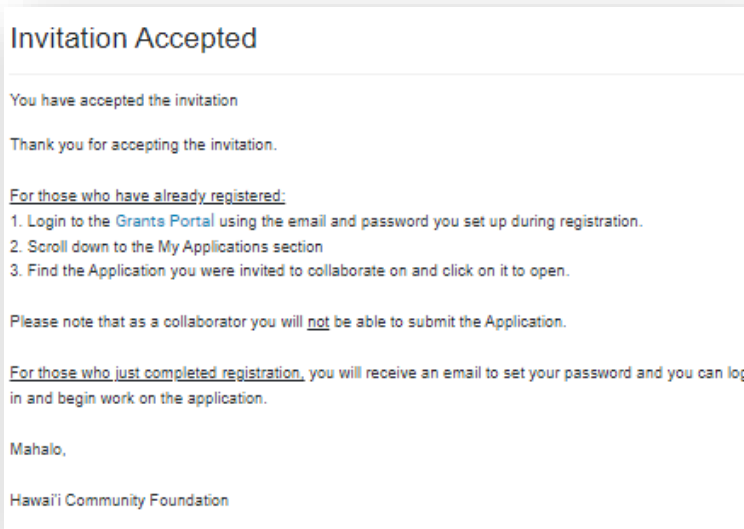 Invitation Accepted
You have accepted the invitation
Thank you for accepting the invitation.
For those who have already registered:
1. Login to the Grants Portal using the email and password you set up during registration.
2. Scroll down to the My Applications section
3. Find the Application you were invited to collaborate on and click on it to open.
Please note that as a collaborator you will not be able to submit the Application.
For those who just completed registration, you will receive an email to set your password and you can log
in and begin work on the application.
Mahalo,
Hawai'i Community Foundation